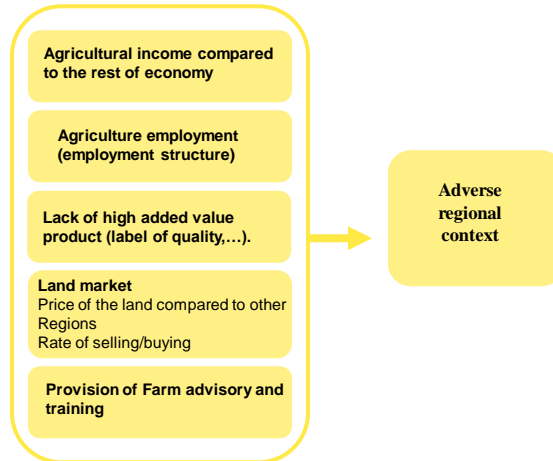 Agricultural income compared
to the rest of economy
Agriculture employment
(employment structure)
Lack of high added value
product (label of quality,…).
Land market
Price of the land compared to other
Regions
Rate of selling/buying
Provision of Farm advisory and
training
Adverse
regional
context